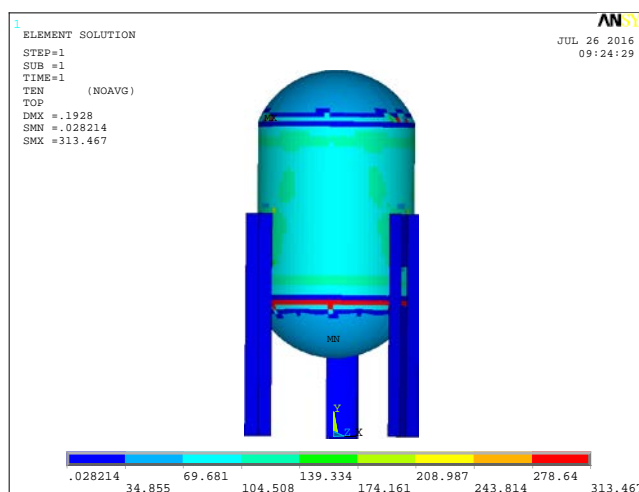 1
ELEMENT SOLUTION
STEP=1
SUB =1
TIME=1
TEN (NOAVG)
TOP
DMX =.1928
SMN =.028214
SMX =313.467
ANSY
JUL 26 2016
09:24:29
MX
MN
Y
Z X
.028214 69.681 139.334 208.987 278.64
34.855 104.508 174.161 243.814 313.467